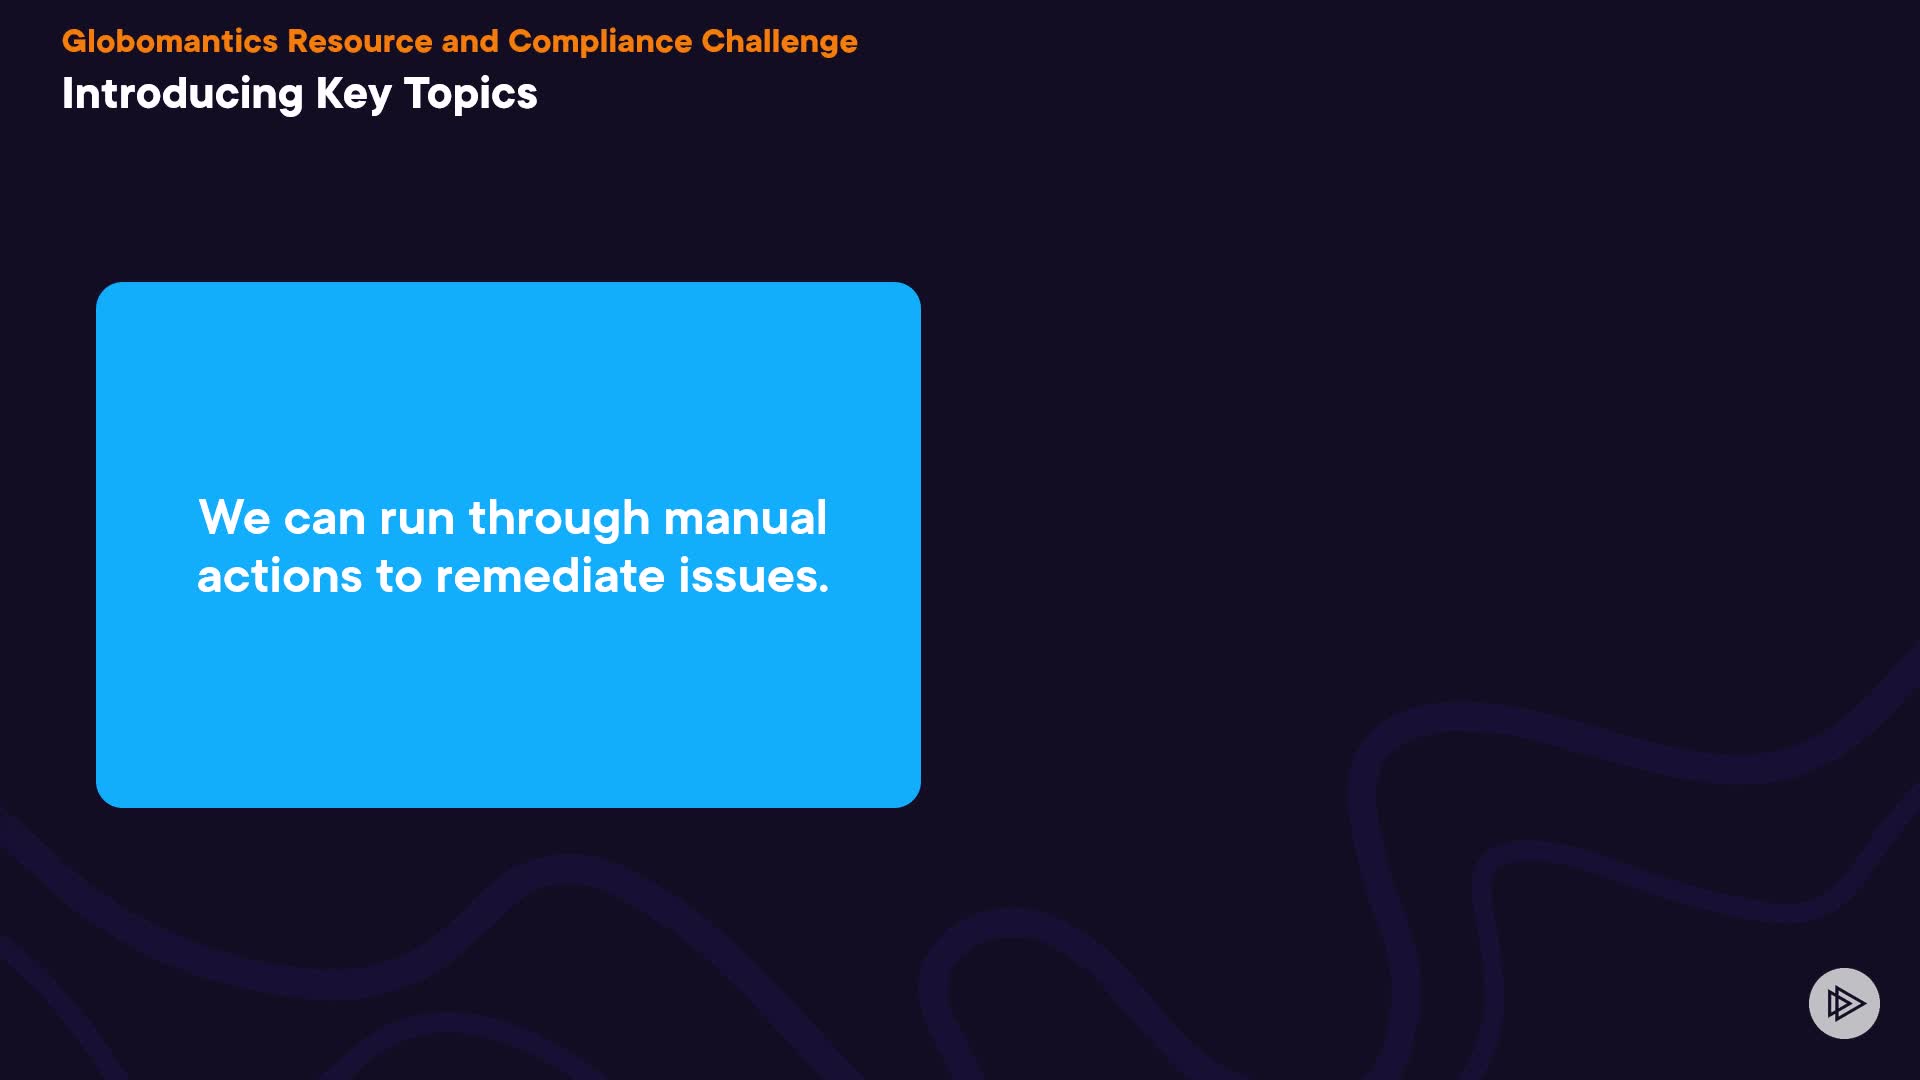 Globomantics Resource and Compliance Challenge
Introducing Key Topics
We can run through manual
actions to remediate issues.